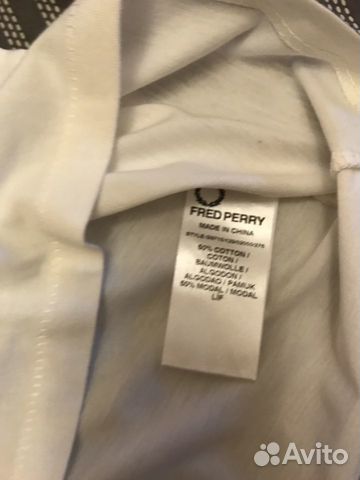 FRED PERRY
MADE IN CHINA
50% COTTON /
COTON /
BAUMWOLLE /
ALGODON /
ALGODAO / PAMUK
50% MODAL / MODAL
LIF
Avito